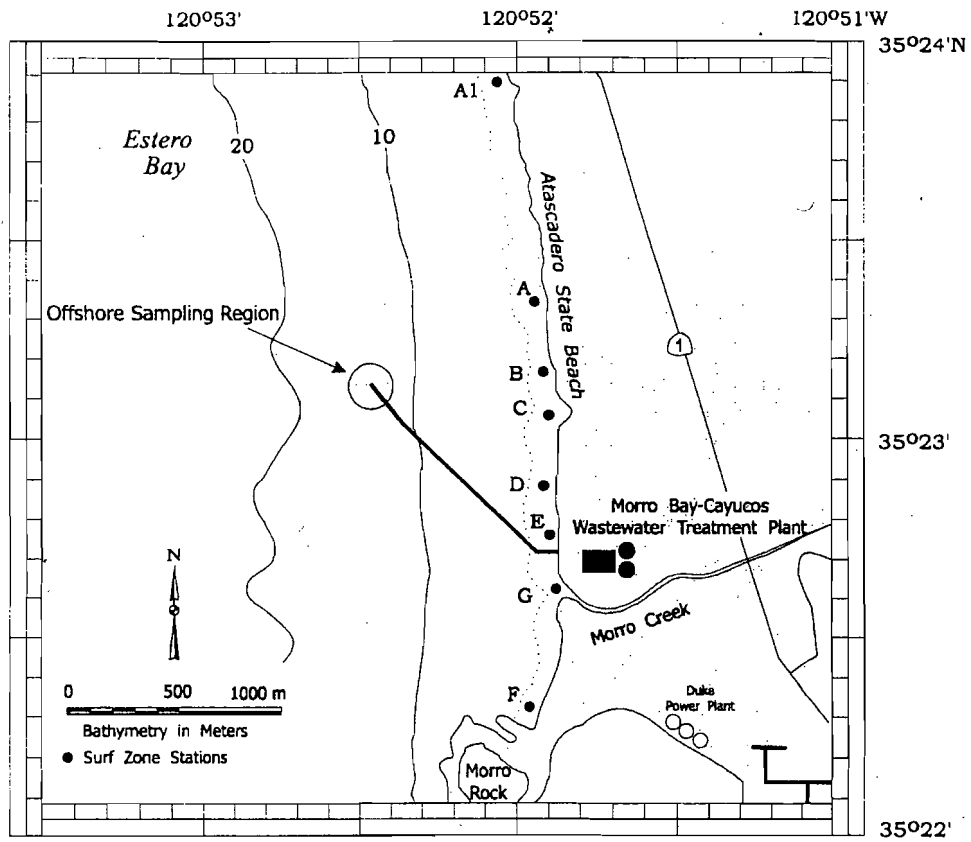 120°53'
120°52'
120°51'W
35°24'N
A1
Estero
Bay
20
10
Atascadero State Beach
A
Offshore Sampling Region
1
B
C
35°23'
D
Morro Bay-Cayucos
Wastewater Treatment Plant
E
N
G
Morro Creek
0 500 1000 m
Bathymetry in Meters
Surf Zone Stations
F
Duke
Power Plant
Morro
Rock
35°22'